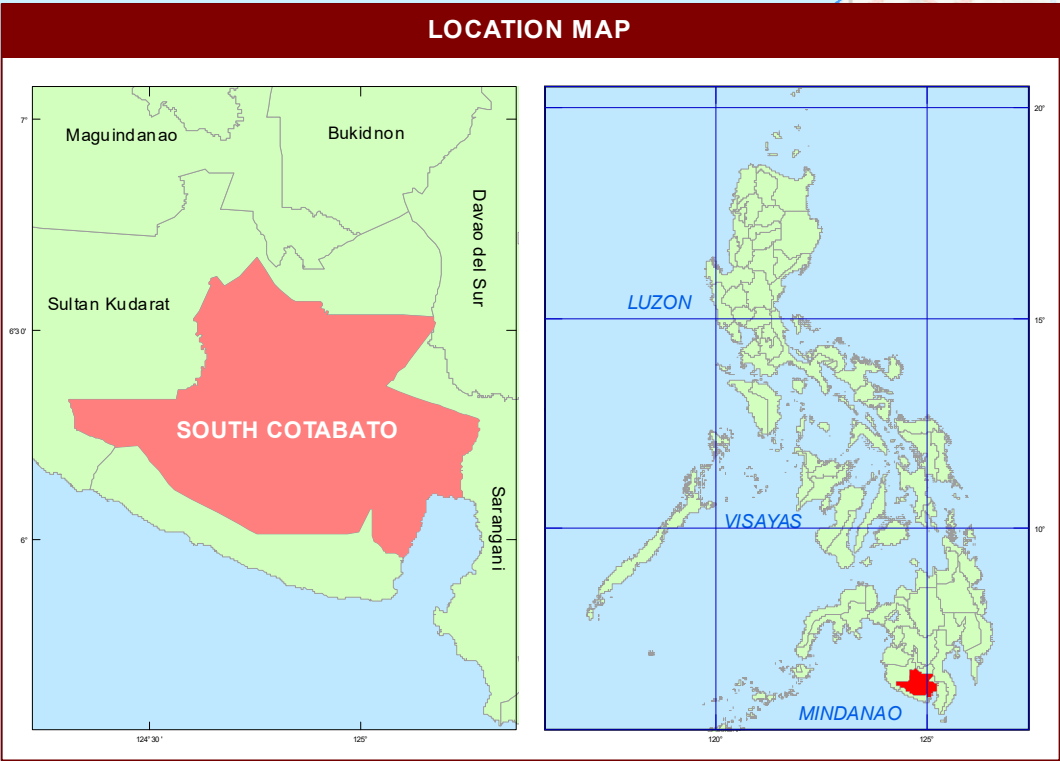 LOCATION MAP
7°
Maguindanao
Bukidnon
Davao del Sur
Sultan Kudarat
6°30'
SOUTH COTABATO
Sarangani
6°
124°30'
125°
20°
LUZON
15°
VISAYAS
10°
MINDANAO
120°
125°